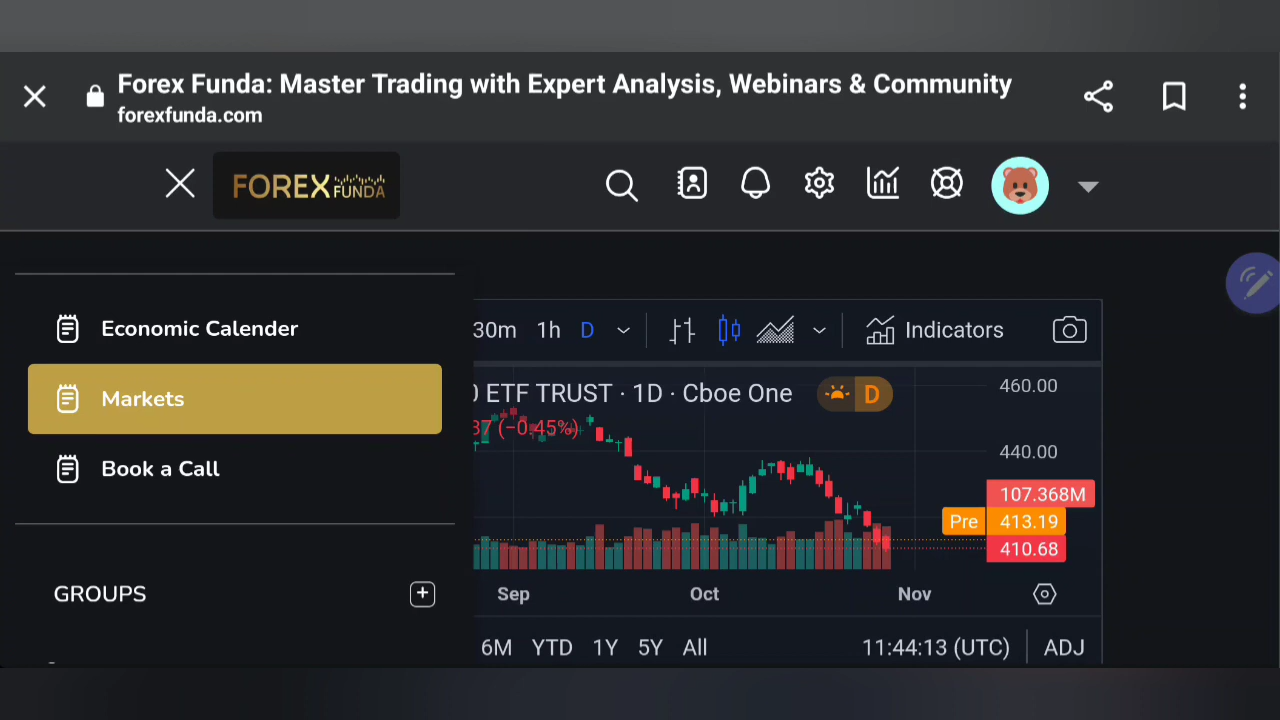 Forex Funda: Master Trading with Expert Analysis, Webinars & Community
forexfunda.com
FOREX FUNDA
Economic Calender
Markets
Book a Call
GROUPS
30m 1h D Indicators
ETF TRUST · 1D · Cboe One D
37 (−0.45%)
460.00
440.00
107.368M
Pre 413.19
410.68
Sep Oct Nov
6M YTD 1Y 5Y All 11:44:13 (UTC) ADJ